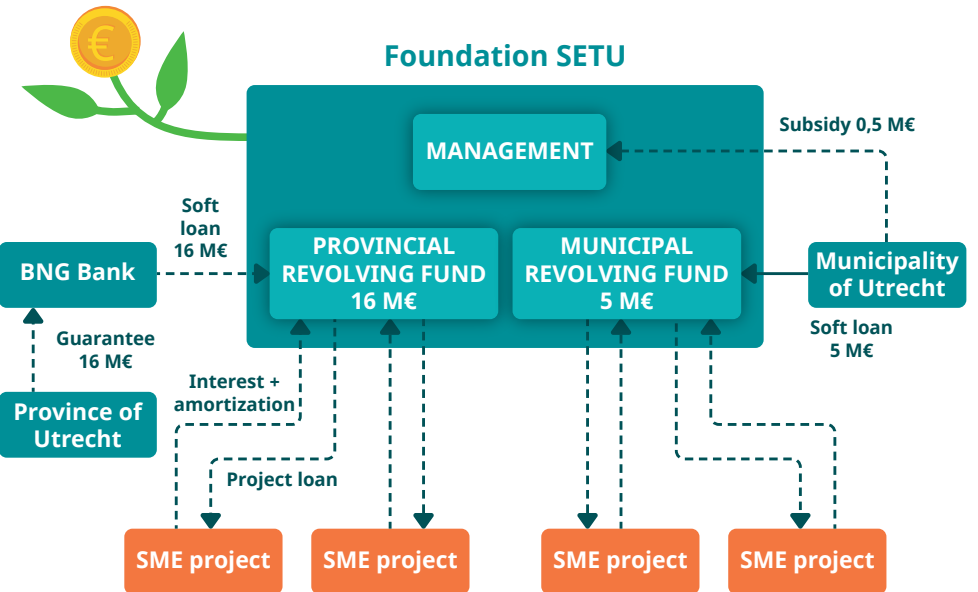 €
Foundation SETU
MANAGEMENT
Subsidy 0,5 M€
Soft
loan
16 M€
BNG Bank
PROVINCIAL
REVOLVING FUND
16 M€
MUNICIPAL
REVOLVING FUND
5 M€
Municipality
of Utrecht
Soft loan
5 M€
Guarantee
16 M€
Province of
Utrecht
Interest +
amortization
Project loan
SME project
SME project
SME project
SME project